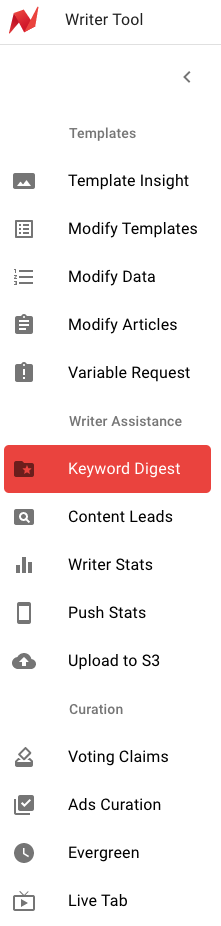 Writer Tool
Templates
Template Insight
Modify Templates
Modify Data
Modify Articles
Variable Request
Writer Assistance
Keyword Digest
Content Leads
Writer Stats
Push Stats
Upload to S3
Curation
Voting Claims
Ads Curation
Evergreen
Live Tab